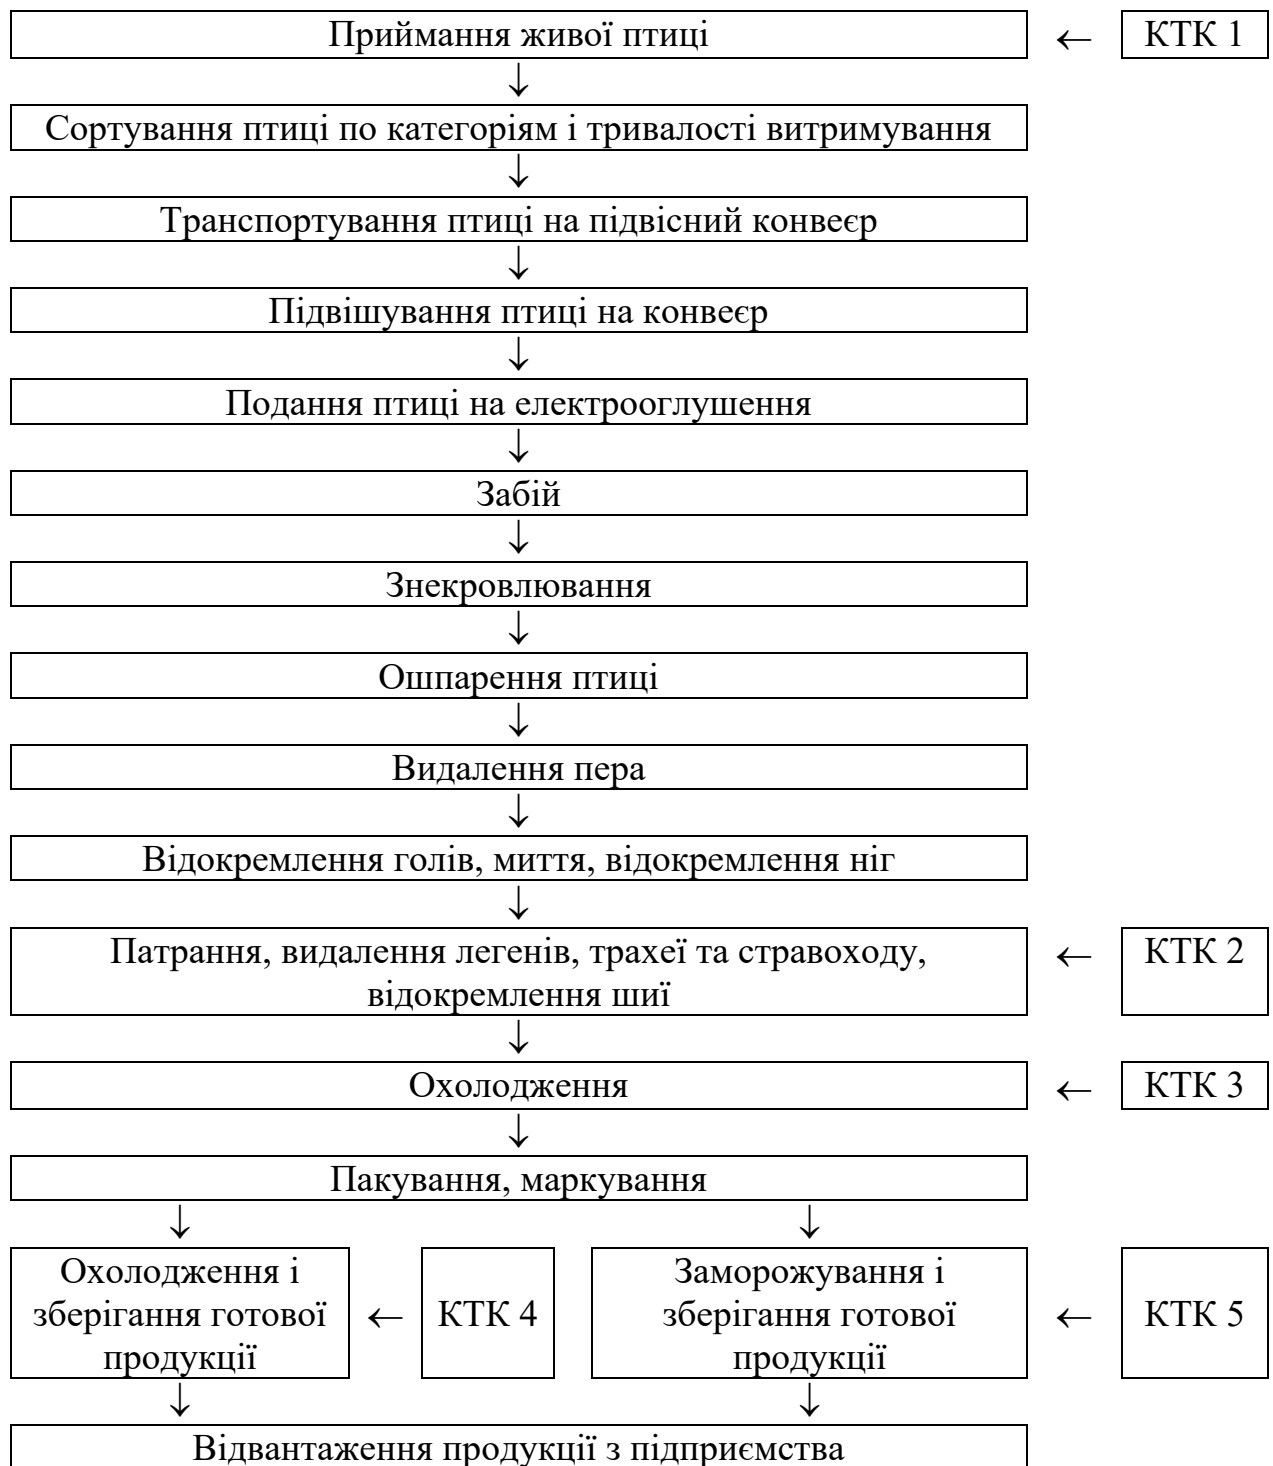 Приймання живої птиці
← КТК 1
↓
Сортування птиці по категоріям і тривалості витримування
↓
Транспортування птиці на підвісний конвеєр
↓
Підвішування птиці на конвеєр
↓
Подання птиці на електрооглушення
↓
Забій
↓
Знекровлювання
↓
Ошпарення птиці
↓
Видалення пера
↓
Відокремлення голів, миття, відокремлення ніг
↓
Патрання, видалення легенів, трахеї та стравоходу,
відокремлення шиї
← КТК 2
↓
Охолодження
← КТК 3
↓
Пакування, маркування
↓ ↓
Охолодження і
зберігання готової
продукції
← КТК 4
Заморожування і
зберігання готової
продукції
← КТК 5
↓ ↓
Відвантаження продукції з підприємства